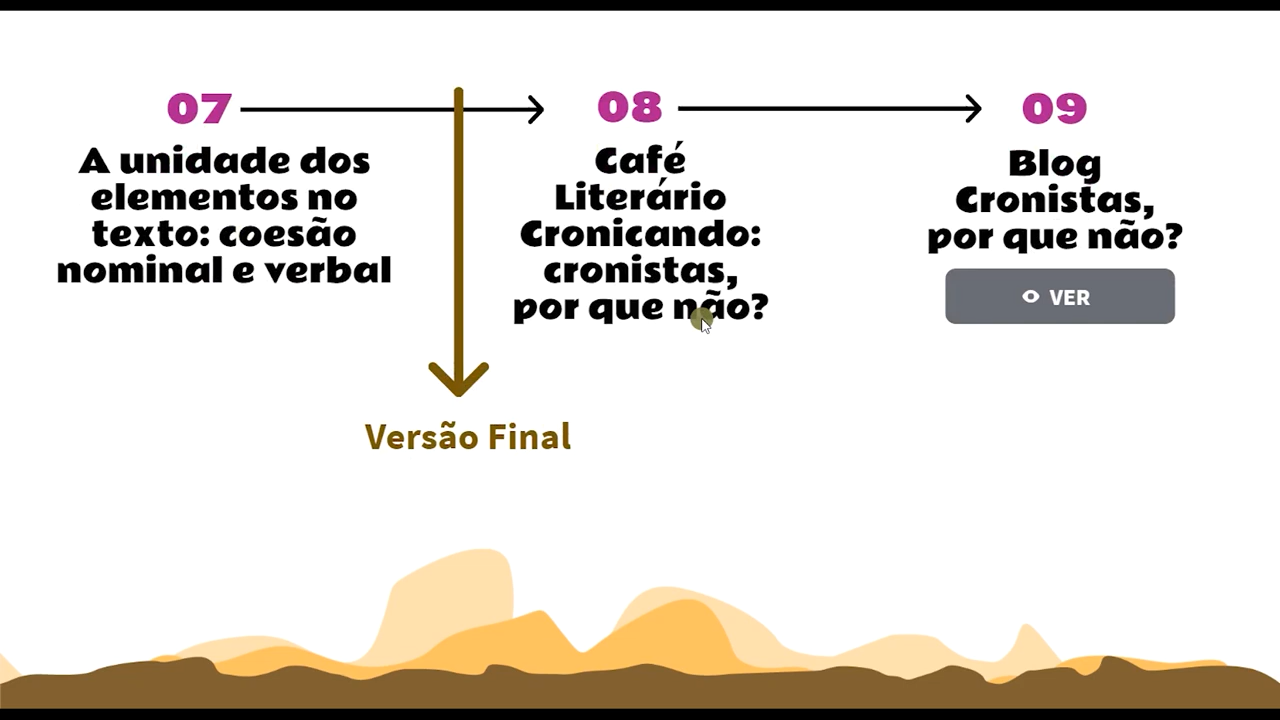 07
A unidade dos
elementos no
texto: coesão
nominal e verbal
08
Café
Literário
Cronicando:
cronistas,
por que não?
09
Blog
Cronistas,
por que não?
VER
Versão Final